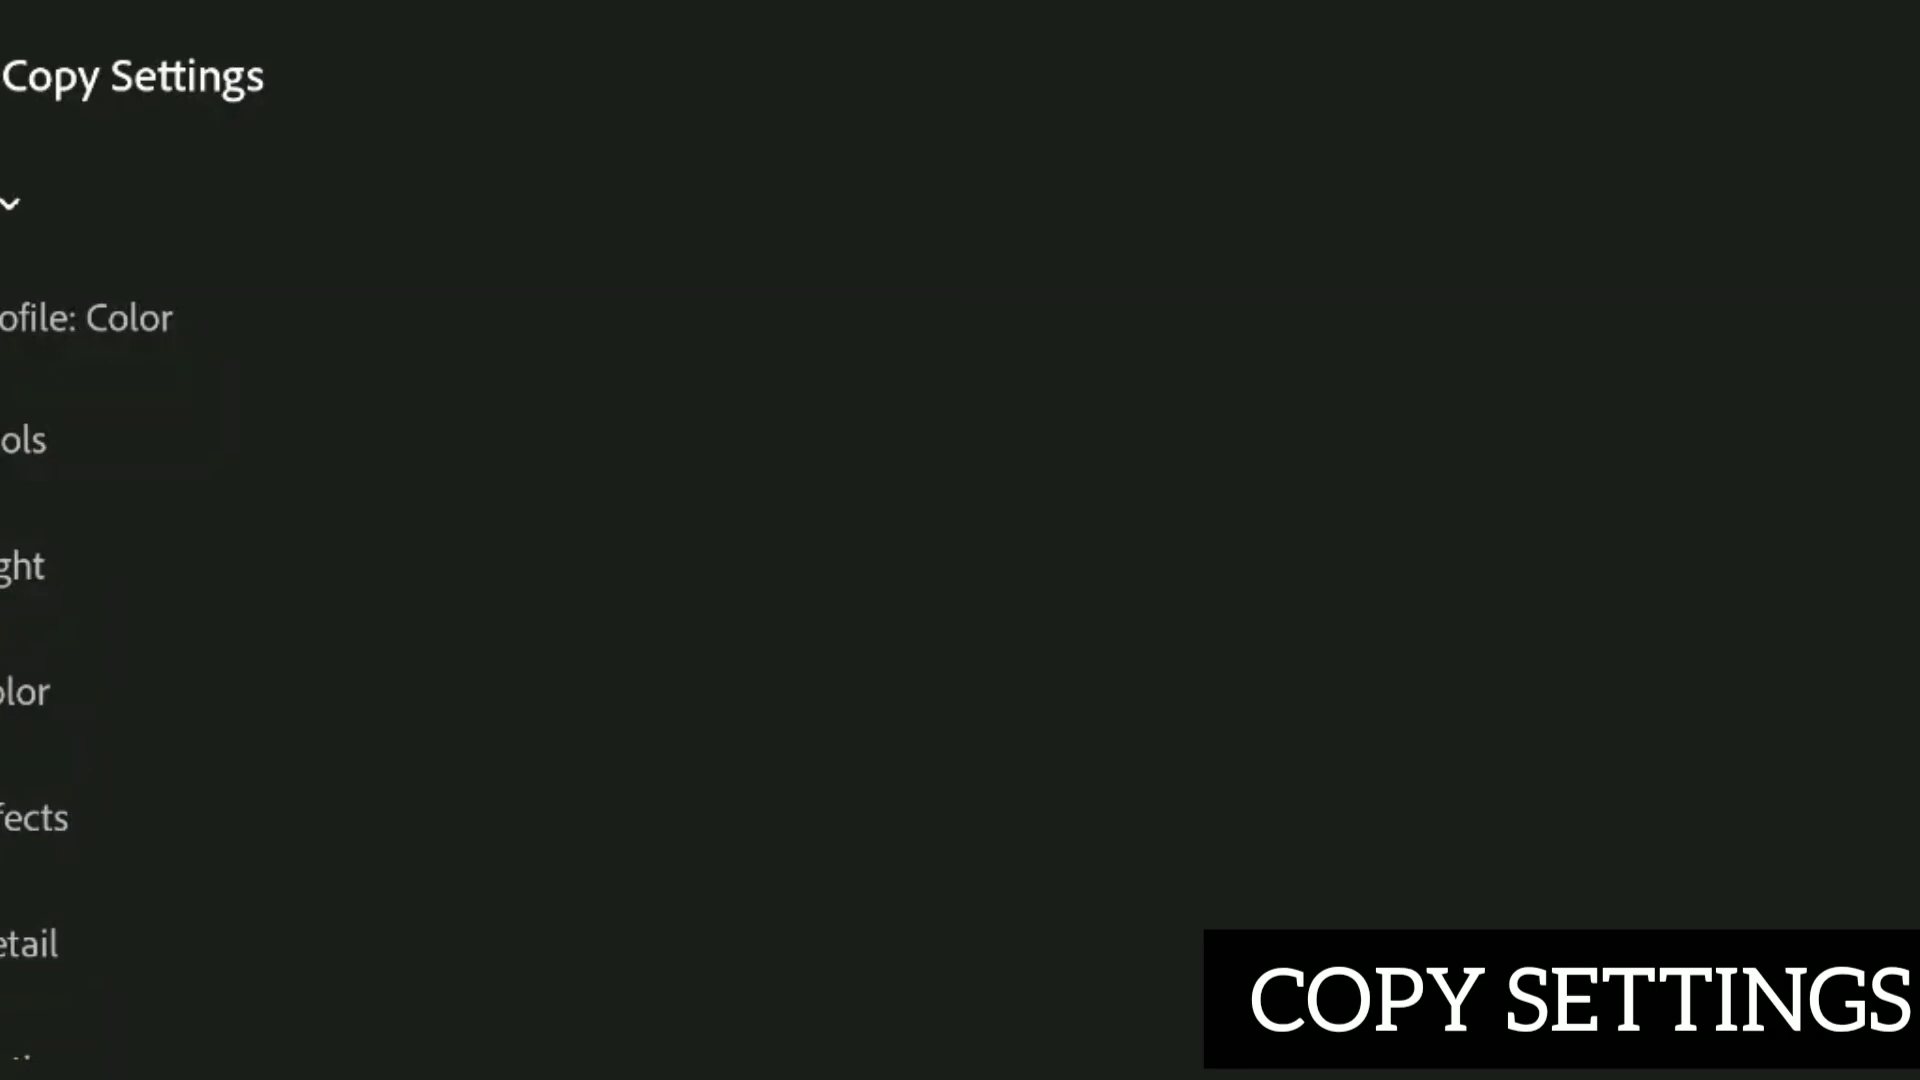 Copy Settings
ofile: Color
ols
ght
olor
fects
etail
COPY SETTINGS